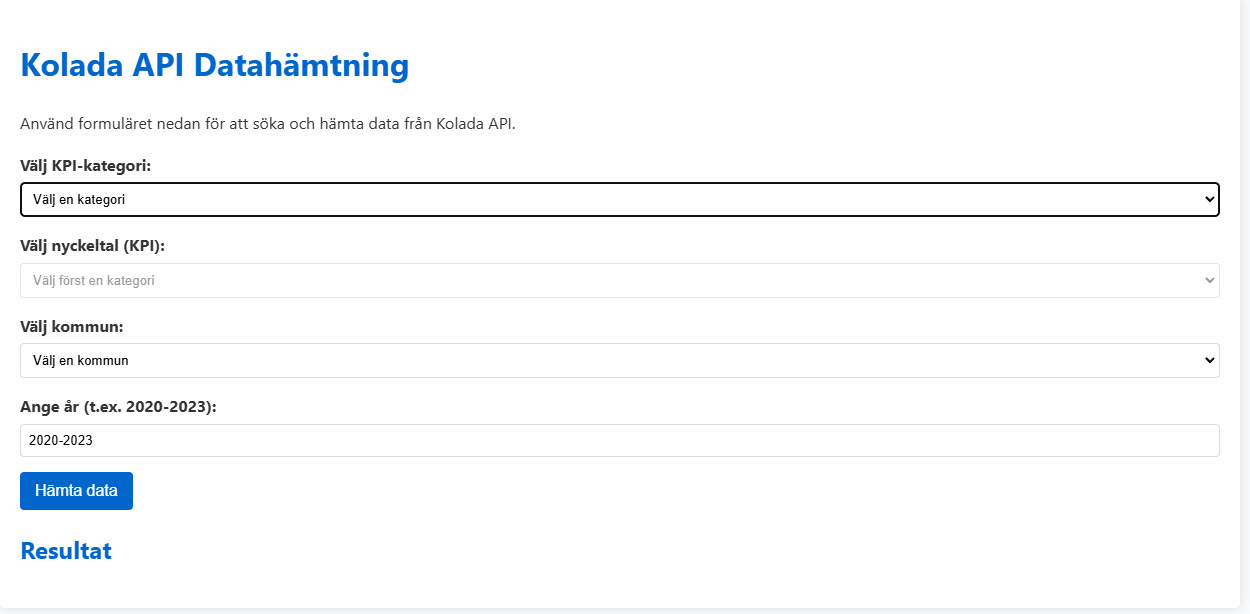 Kolada API Datahämtning
Använd formuläret nedan för att söka och hämta data från Kolada API.
Välj KPI-kategori:
Välj en kategori
Välj nyckeltal (KPI):
Välj först en kategori
Välj kommun:
Välj en kommun
Ange år (t.ex. 2020-2023):
2020-2023
Hämta data
Resultat